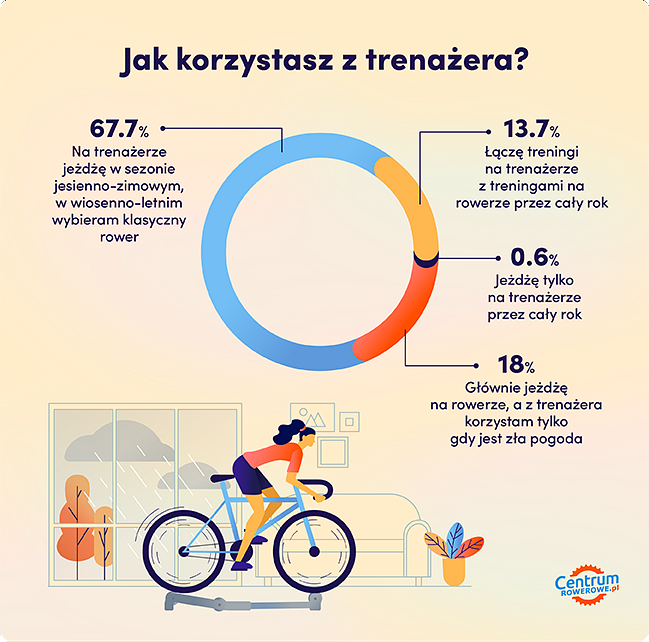 Jak korzystasz z trenażera?
67.7%
Na trenażerze
jeżdżę w sezonie
jesienno-zimowym,
w wiosenno-letnim
wybieram klasyczny
rower
13.7%
Łączę treningi
na trenażerze
z treningami na
rowerze przez cały rok
0.6%
Jeżdżę tylko
na trenażerze
przez cały rok
18%
Głównie jeżdżę
na rowerze, a z trenażera
korzystam tylko
gdy jest zła pogoda
Centrum
ROWEROWE.pl